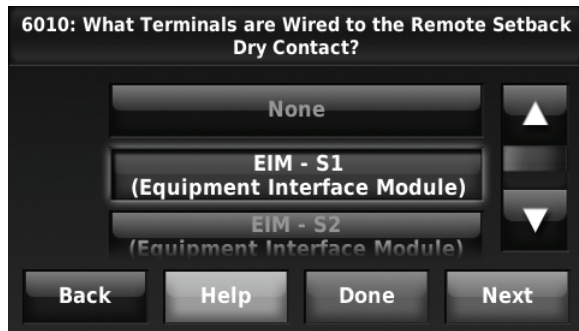 6010: What Terminals are Wired to the Remote Setback
Dry Contact?
None
EIM - S1
(Equipment Interface Module)
EIM - S2
(Equipment Interface Module)
Back Help Done Next